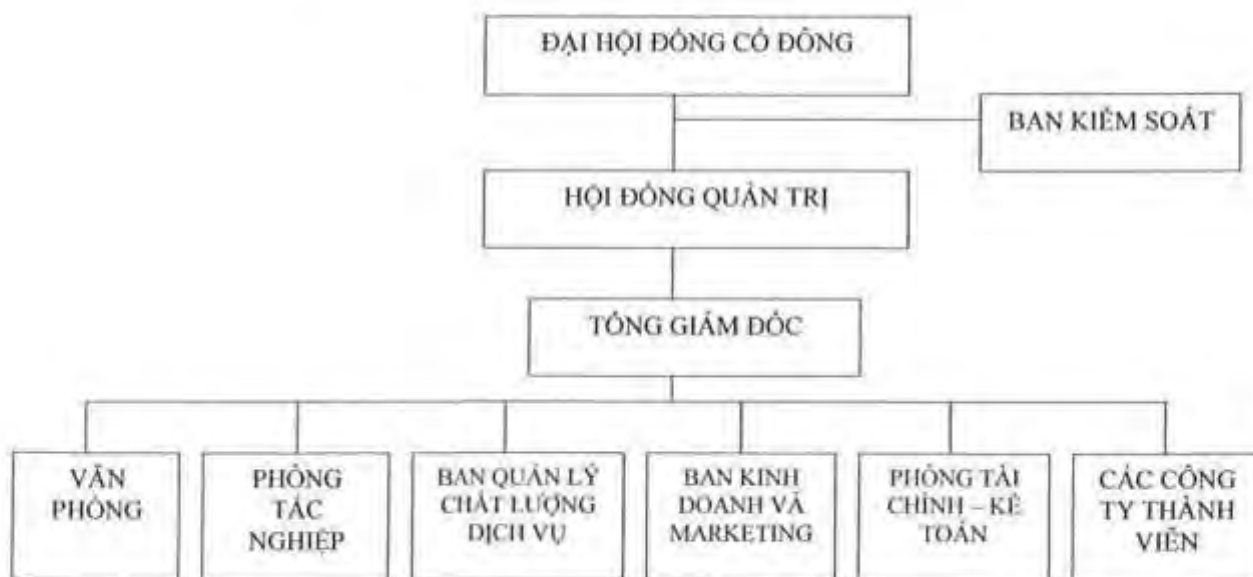 ĐẠI HỘI ĐỒNG CỔ ĐÔNG
BAN KIỂM SOÁT
HỘI ĐỒNG QUẢN TRỊ
TỔNG GIÁM ĐỐC
VĂN
PHÒNG
PHÒNG
TÁC
NGHIỆP
BAN QUẢN LÝ
CHẤT LƯỢNG
DỊCH VỤ
BAN KINH
DOANH VÀ
MARKETING
PHÒNG TÀI
CHÍNH – KẾ
TOÁN
CÁC CÔNG
TY THÀNH
VIÊN